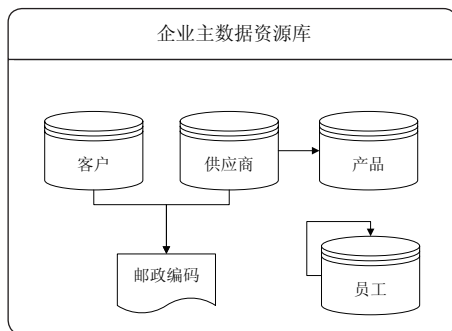 企业主数据资源库
客户
供应商
产品
邮政编码
员工